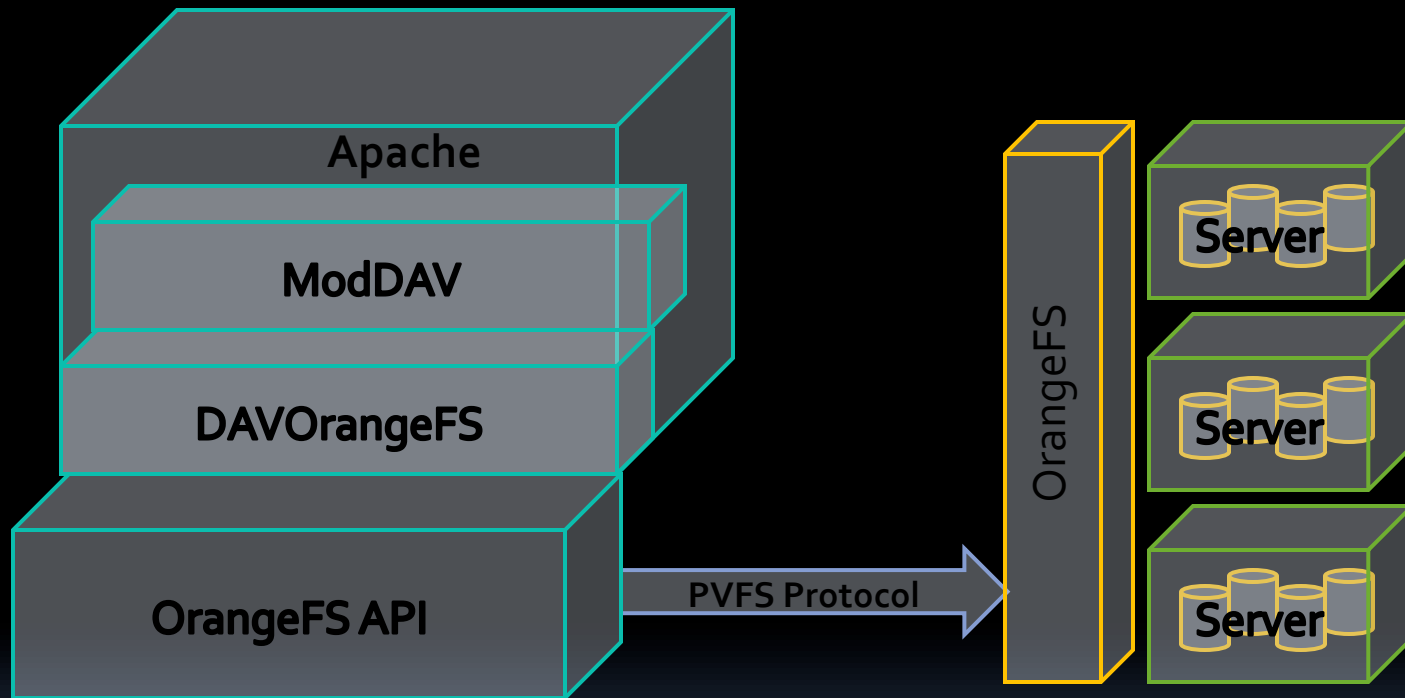 Apache
ModDAV
DAVOrangeFS
OrangeFS API
PVFS Protocol
OrangeFS
Server
Server
Server